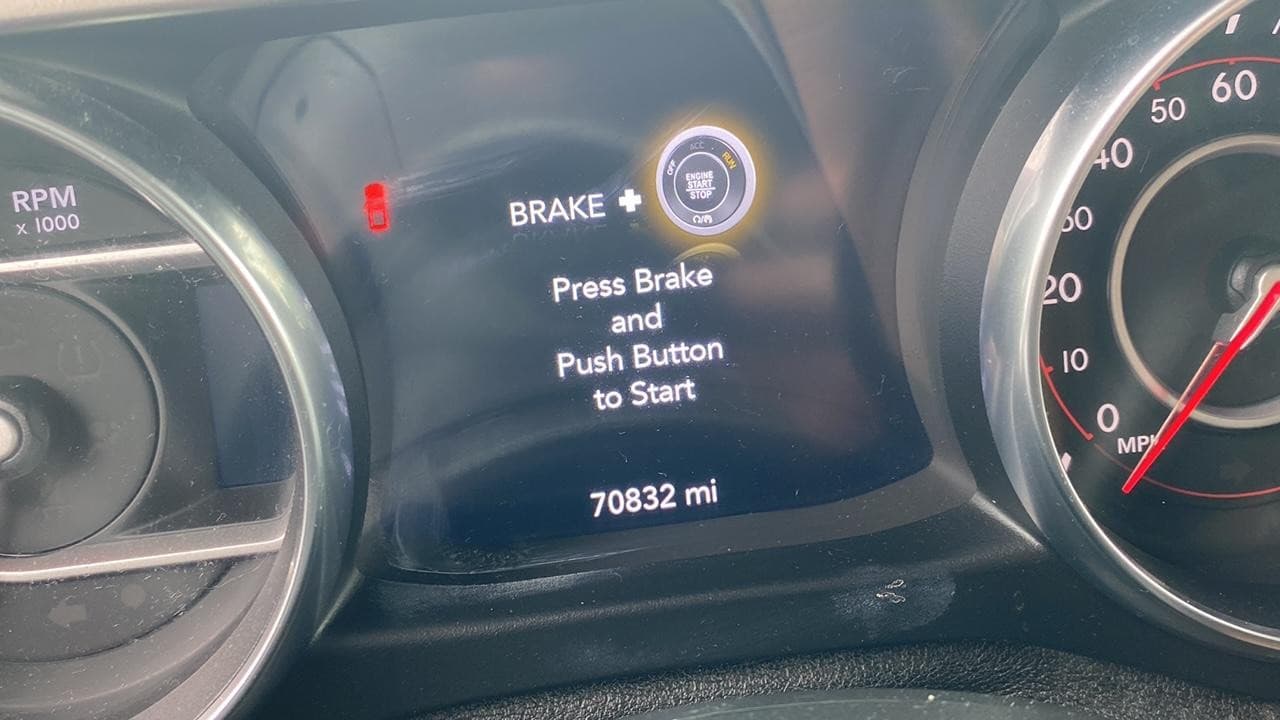 RPM
x 1000
BRAKE +
OFF
ACC
RUN
ENGINE
START
STOP
Press Brake
and
Push Button
to Start
70832 mi
60
50
40
20
10
0
MPH